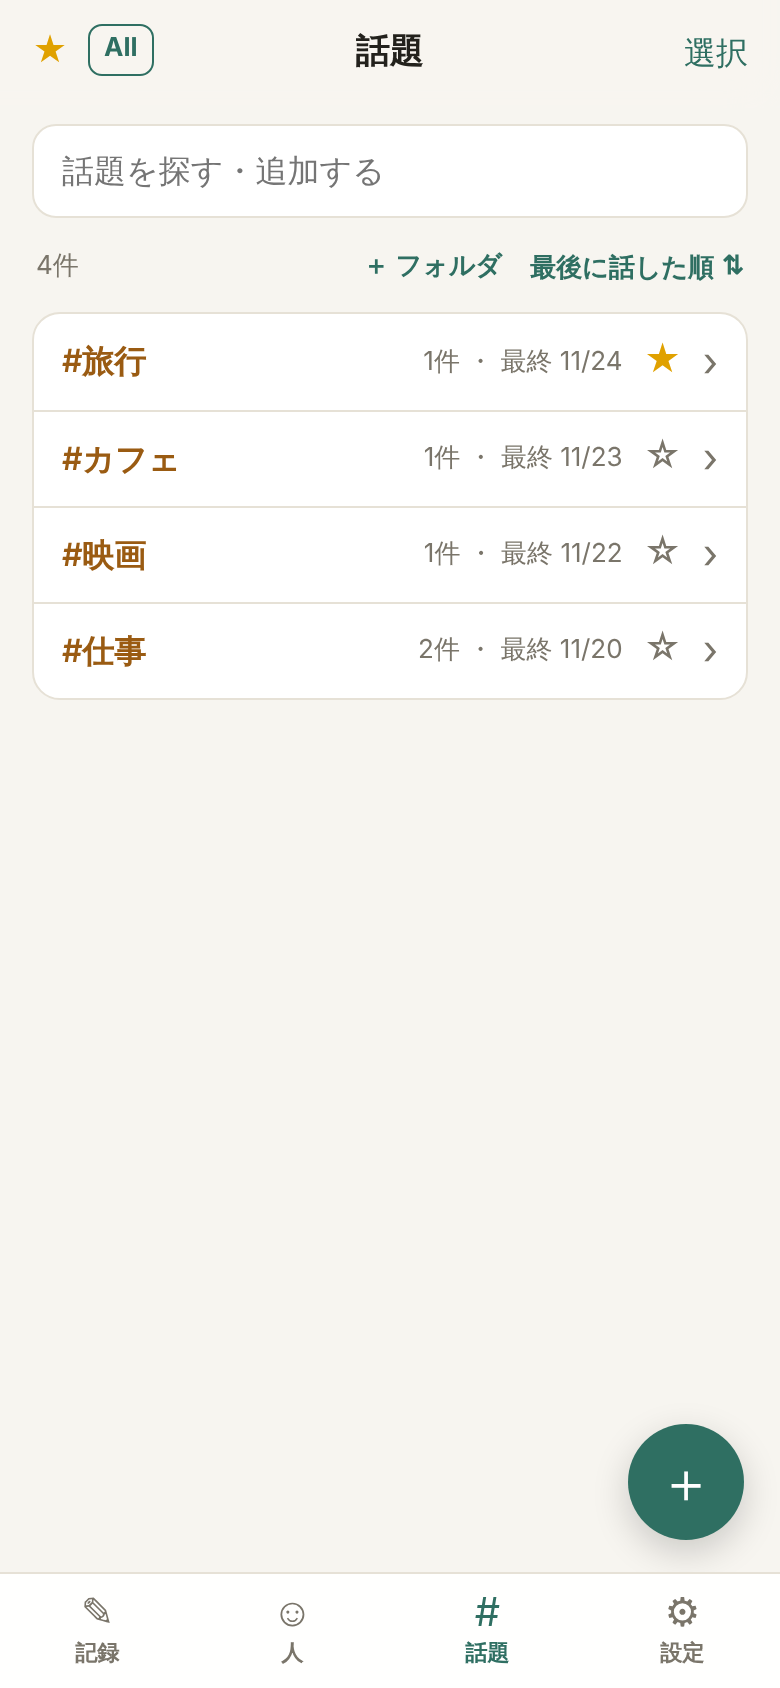 ★ All 話題 選択
話題を探す・追加する
4件 + フォルダ 最後に話した順 ⇅
#旅行 1件 ・ 最終 11/24 ★ ›
#カフェ 1件 ・ 最終 11/23 ☆ ›
#映画 1件 ・ 最終 11/22 ☆ ›
#仕事 2件 ・ 最終 11/20 ☆ ›
+
✎ ☺ # ⚙
記録 人 話題 設定